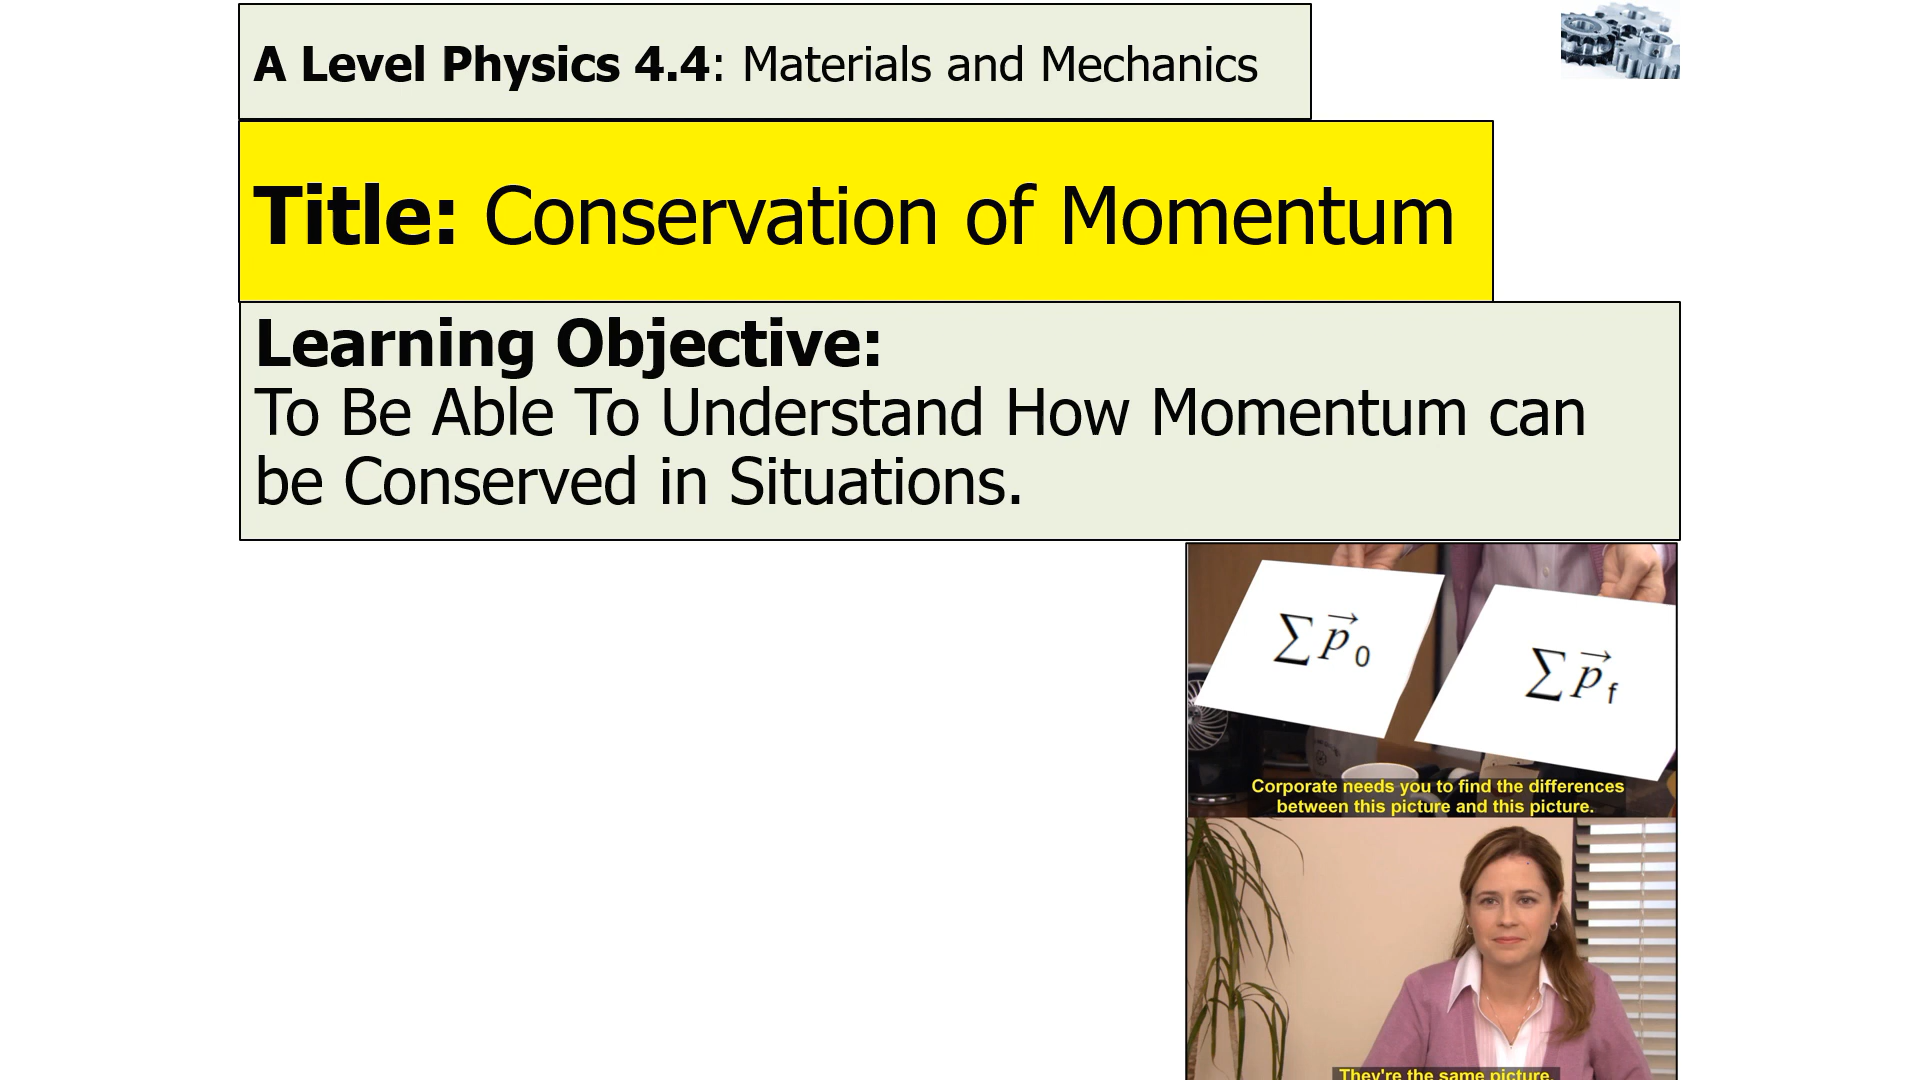 A Level Physics 4.4: Materials and Mechanics
Title: Conservation of Momentum
Learning Objective:
To Be Able To Understand How Momentum can
be Conserved in Situations.
∑ p⃗ 0
∑ p⃗ f
Corporate needs you to find the differences
between this picture and this picture.
They're the same picture.